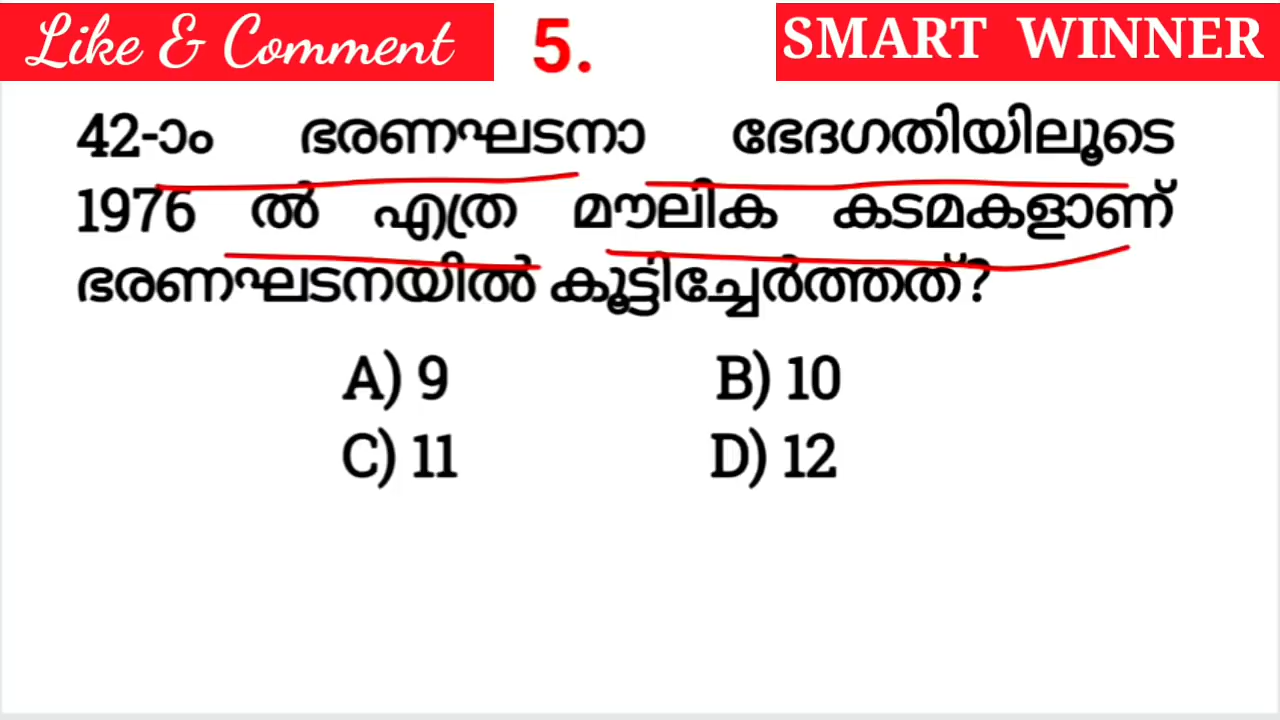 Like & Comment
5.
SMART WINNER
42-ാം ഭരണഘടനാ ഭേദഗതിയിലൂടെ
1976 ൽ എത്ര മൗലിക കടമകളാണ്
ഭരണഘടനയിൽ കൂട്ടിച്ചേർത്തത്?
A) 9 B) 10
C) 11 D) 12